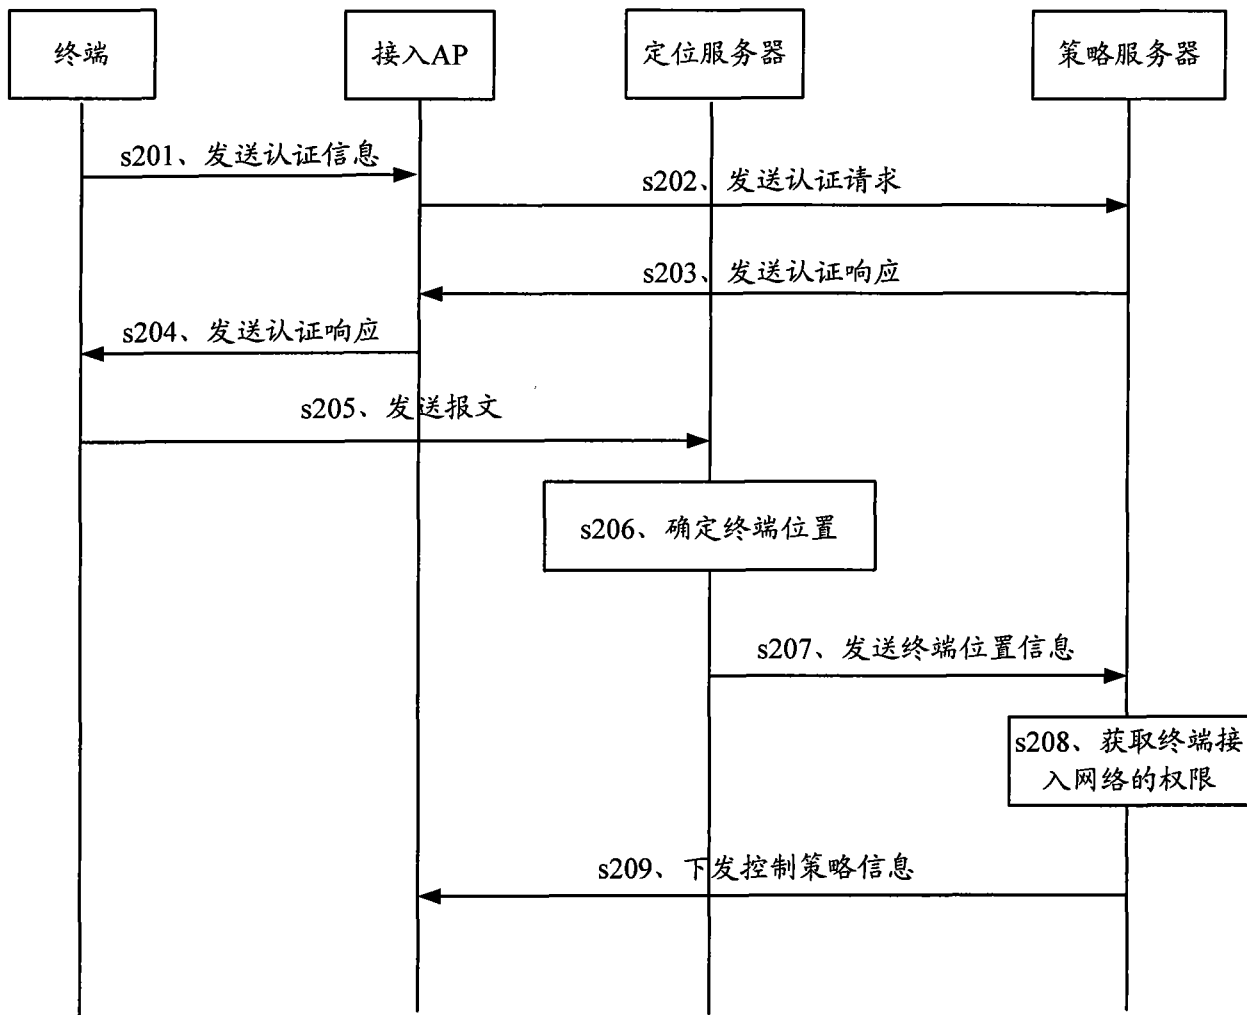 终端
接入AP
定位服务器
策略服务器
s201、发送认证信息
s202、发送认证请求
s203、发送认证响应
s204、发送认证响应
s205、发送报文
s206、确定终端位置
s207、发送终端位置信息
s208、获取终端接
入网络的权限
s209、下发控制策略信息